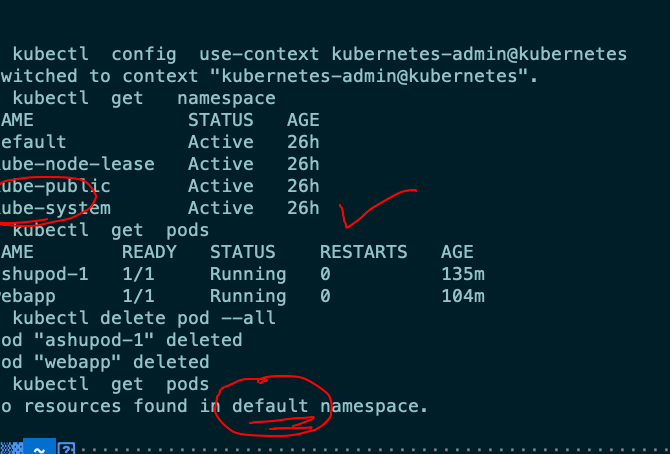 kubectl config use-context kubernetes-admin@kubernetes
witched to context "kubernetes-admin@kubernetes".
kubectl get namespace
AME STATUS AGE
efault Active 26h
ube-node-lease Active 26h
ube-public Active 26h
ube-system Active 26h
kubectl get pods
AME READY STATUS RESTARTS AGE
shupod-1 1/1 Running 0 135m
ebapp 1/1 Running 0 104m
kubectl delete pod --all
od "ashupod-1" deleted
od "webapp" deleted
kubectl get pods
o resources found in default namespace.
~